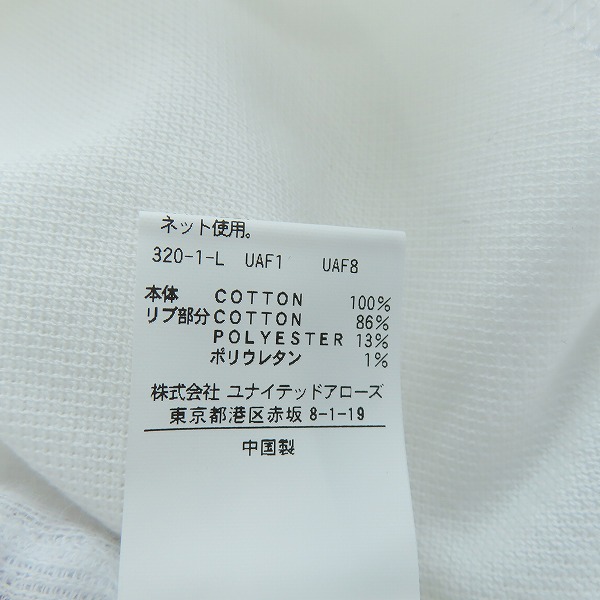 ネット使用。
320-1-L UAF1 UAF8
本体 COTTON 100%
リブ部分 COTTON 86%
POLYESTER 13%
ポリウレタン 1%
株式会社 ユナイテッドアローズ
東京都港区赤坂 8-1-19
中国製